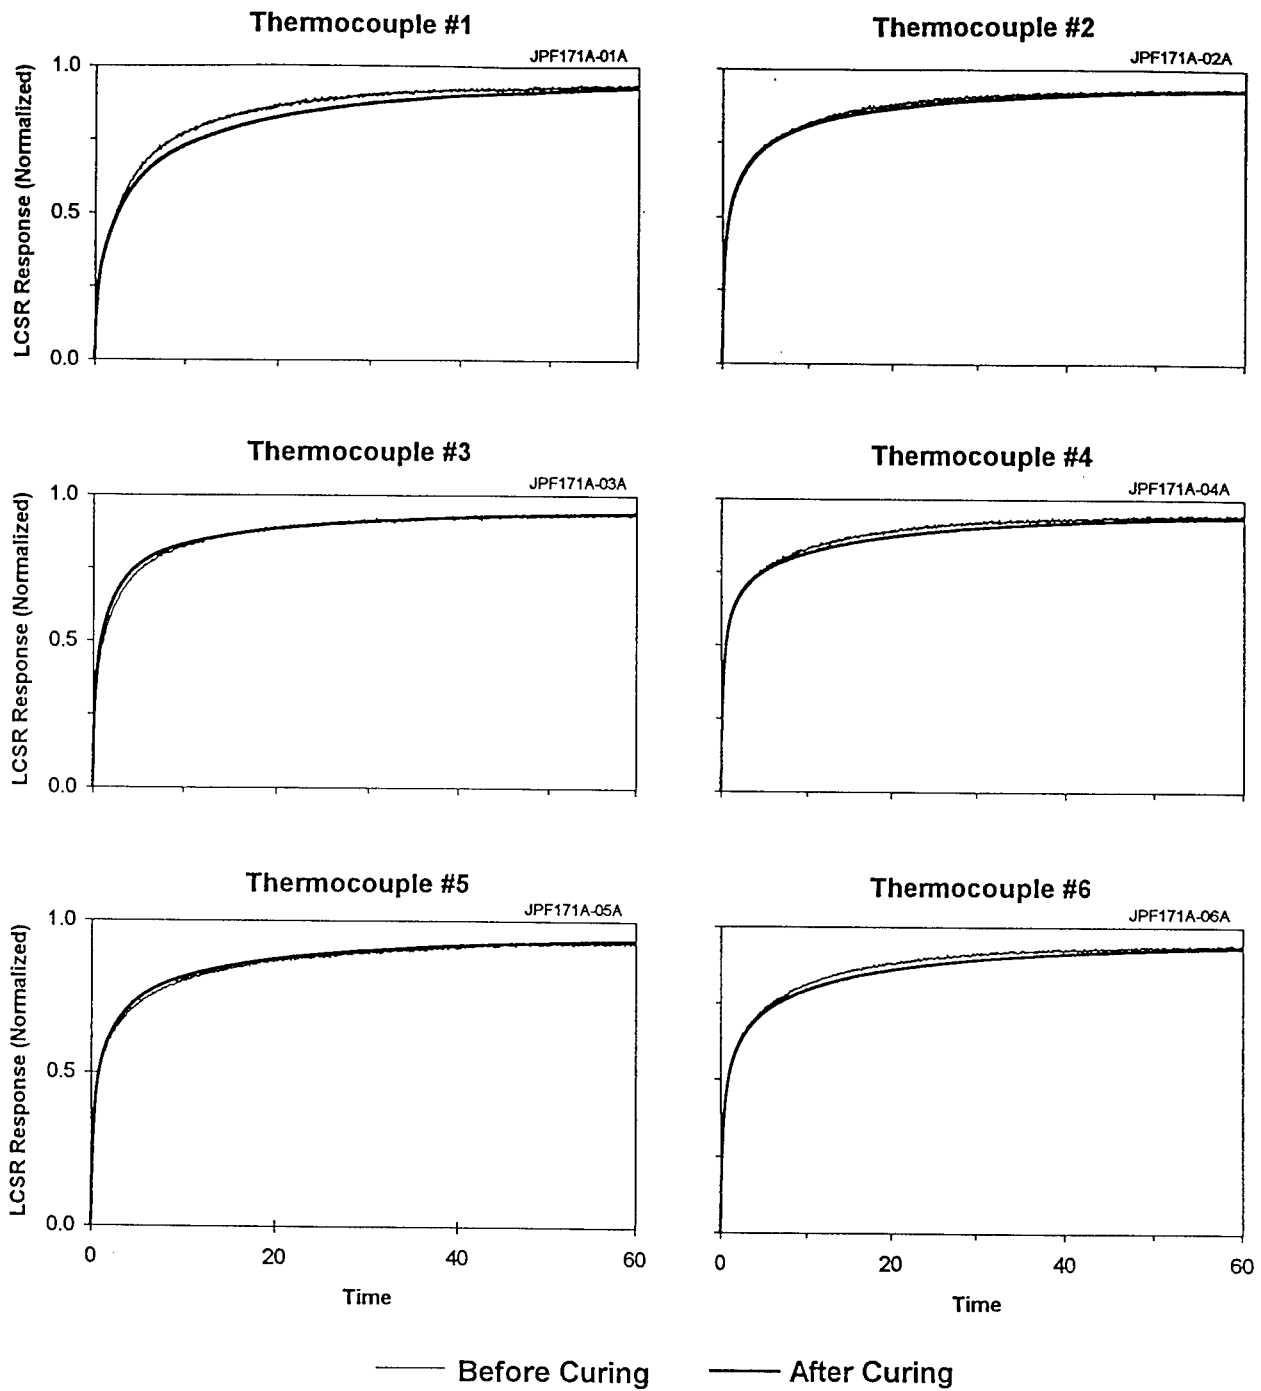 Thermocouple #1
Thermocouple #2
JPF171A-01A
JPF171A-02A
LCSR Response (Normalized)
1.0
0.5
0.0
Thermocouple #3
Thermocouple #4
JPF171A-03A
JPF171A-04A
LCSR Response (Normalized)
1.0
0.5
0.0
Thermocouple #5
Thermocouple #6
JPF171A-05A
JPF171A-06A
LCSR Response (Normalized)
1.0
0.5
0.0
0 20 40 60
0 20 40 60
Time
Time
Before Curing
After Curing